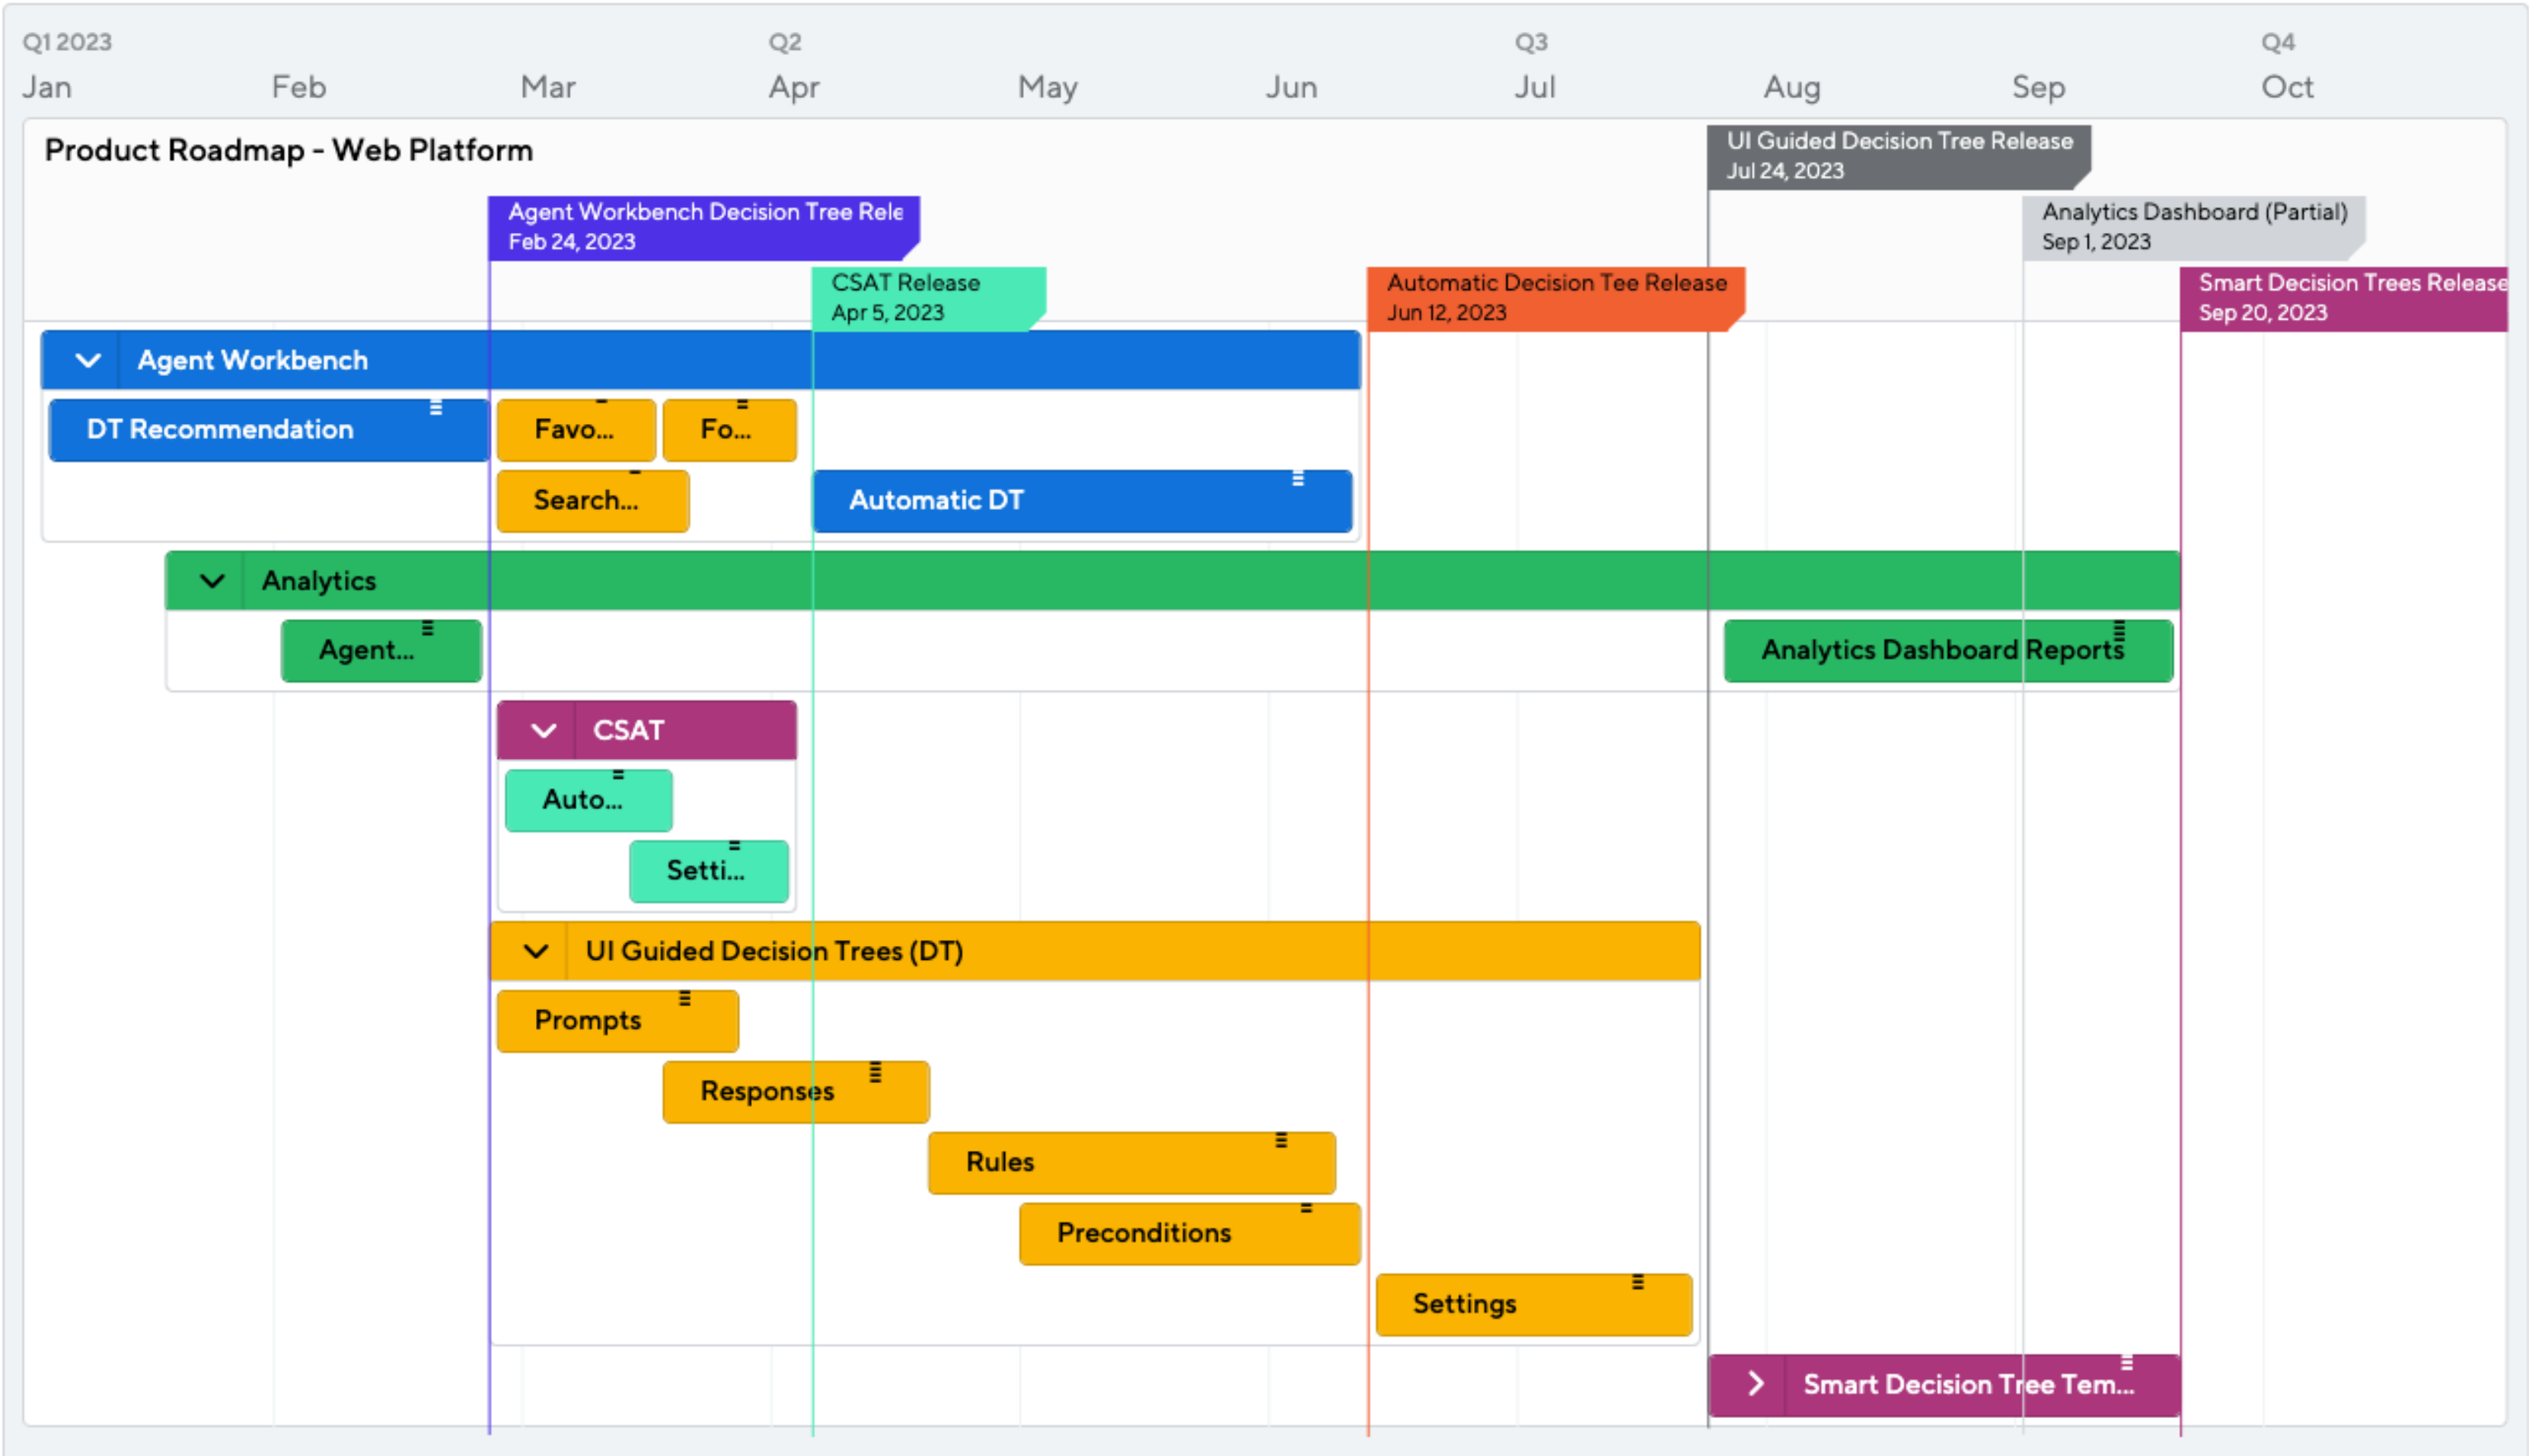 Q1 2023 Q2 Q3 Q4
Jan Feb Mar Apr May Jun Jul Aug Sep Oct
Product Roadmap - Web Platform
UI Guided Decision Tree Release
Jul 24, 2023
Agent Workbench Decision Tree Rele
Feb 24, 2023
Analytics Dashboard (Partial)
Sep 1, 2023
CSAT Release
Apr 5, 2023
Automatic Decision Tee Release
Jun 12, 2023
Smart Decision Trees Release
Sep 20, 2023
Agent Workbench
DT Recommendation
Favo...
Fo...
Search...
Automatic DT
Analytics
Agent...
Analytics Dashboard Reports
CSAT
Auto...
Setti...
UI Guided Decision Trees (DT)
Prompts
Responses
Rules
Preconditions
Settings
Smart Decision Tree Tem...